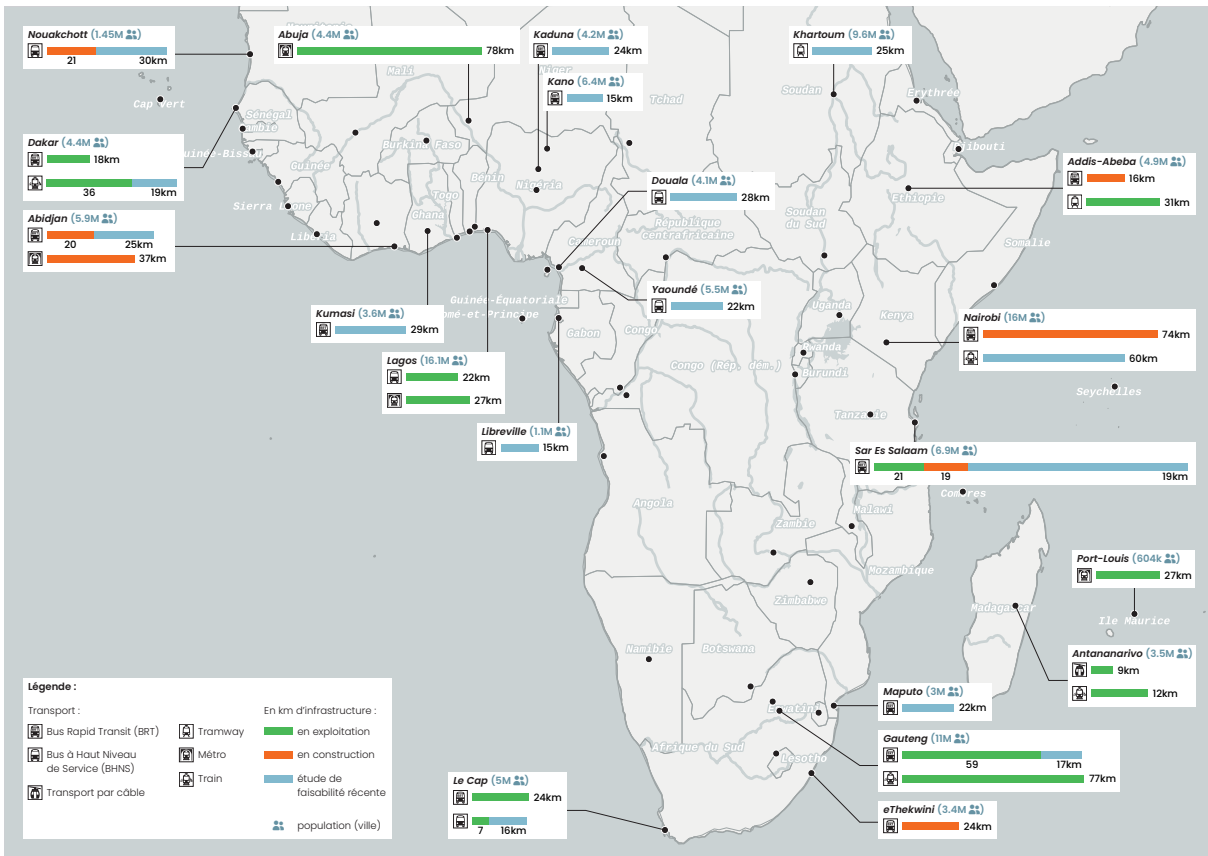 Nouakchott (1.45M)
21 30km
Abuja (4.4M)
78km
Kaduna (4.2M)
24km
Khartoum (9.6M)
25km
Kano (6.4M)
15km
Mali
Niger
Tchad
Soudan
Erythrée
Cap Vert
Sénégal
Dakar (4.4M)
18km
36 19km
Burkina Faso
Guinée
Bénin
Nigéria
Togo
Ghana
Sierra Leone
Libéria
Djibouti
Addis-Abeba (4.9M)
16km
31km
Ethiopie
Douala (4.1M)
28km
Abidjan (5.9M)
20 25km
37km
République
centrafricaine
Cameroun
Soudan
du Sud
Somalie
Yaoundé (5.5M)
22km
Guinée-Équatoriale
omé-et-Principe
Kumasi (3.6M)
29km
Gabon
Congo
Uganda
Kenya
Nairobi (16M)
74km
60km
Lagos (16.1M)
22km
27km
Rwanda
Burundi
Congo (Rép. dém.)
Seychelles
Tanzanie
Libreville (1.1M)
15km
Sar Es Salaam (6.9M)
21 19 19km
Comores
Angola
Malawi
Zambie
Mozambique
Port-Louis (604k)
27km
Zimbabwe
Madagascar
Ile Maurice
Namibie
Botswana
Antananarivo (3.5M)
9km
12km
Maputo (3M)
22km
Eswatini
Gauteng (11M)
59 17km
77km
Afrique du Sud
Lesotho
Le Cap (5M)
24km
7 16km
eThekwini (3.4M)
24km
Légende :
Transport :
Bus Rapid Transit (BRT)
Bus à Haut Niveau
de Service (BHNS)
Transport par câble
Tramway
Métro
Train
En km d'infrastructure :
en exploitation
en construction
étude de
faisabilité récente
population (ville)